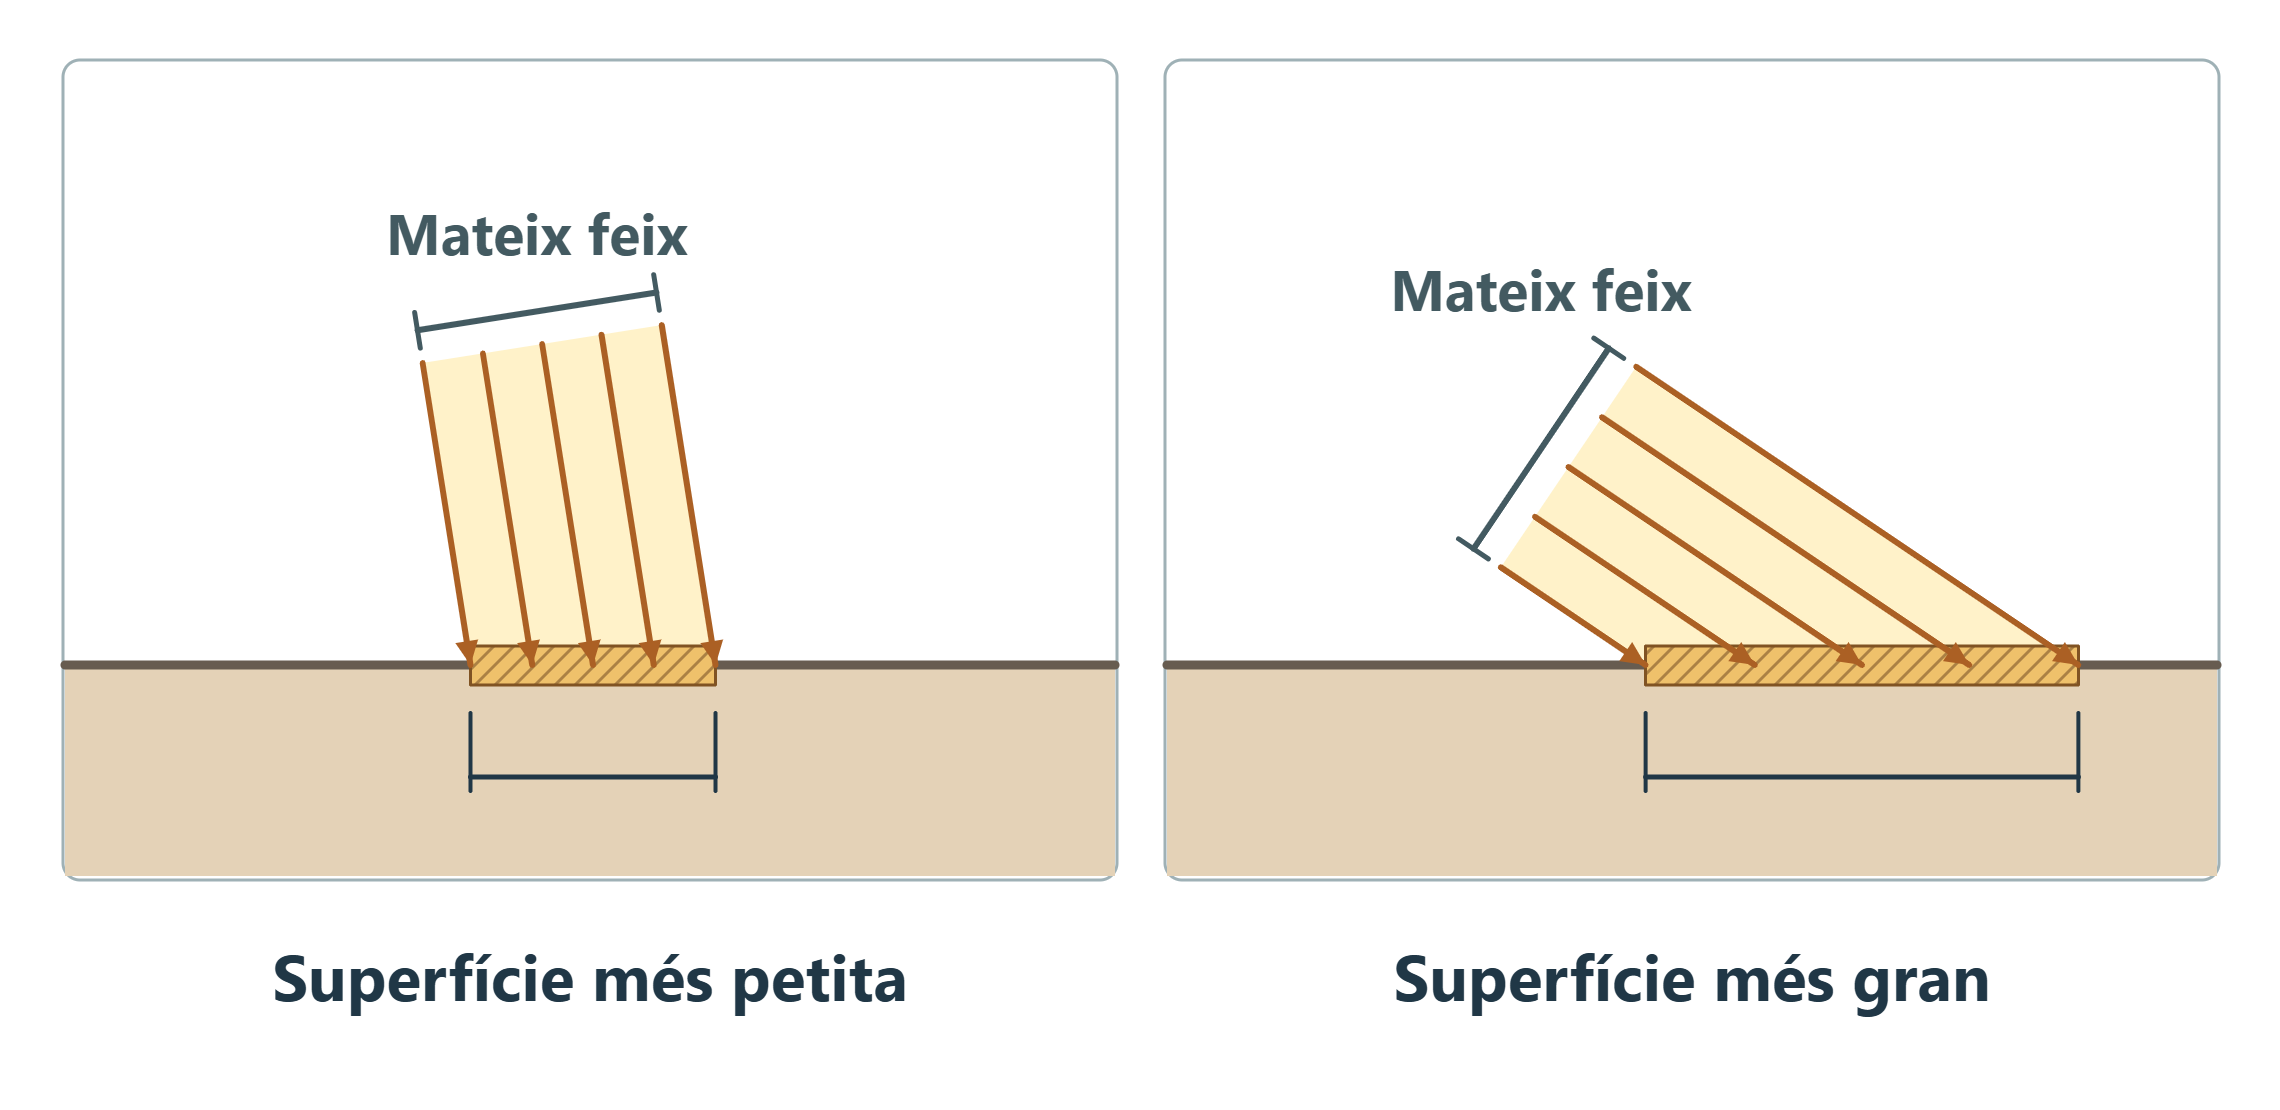 Mateix feix
Mateix feix
Superfície més petita
Superfície més gran